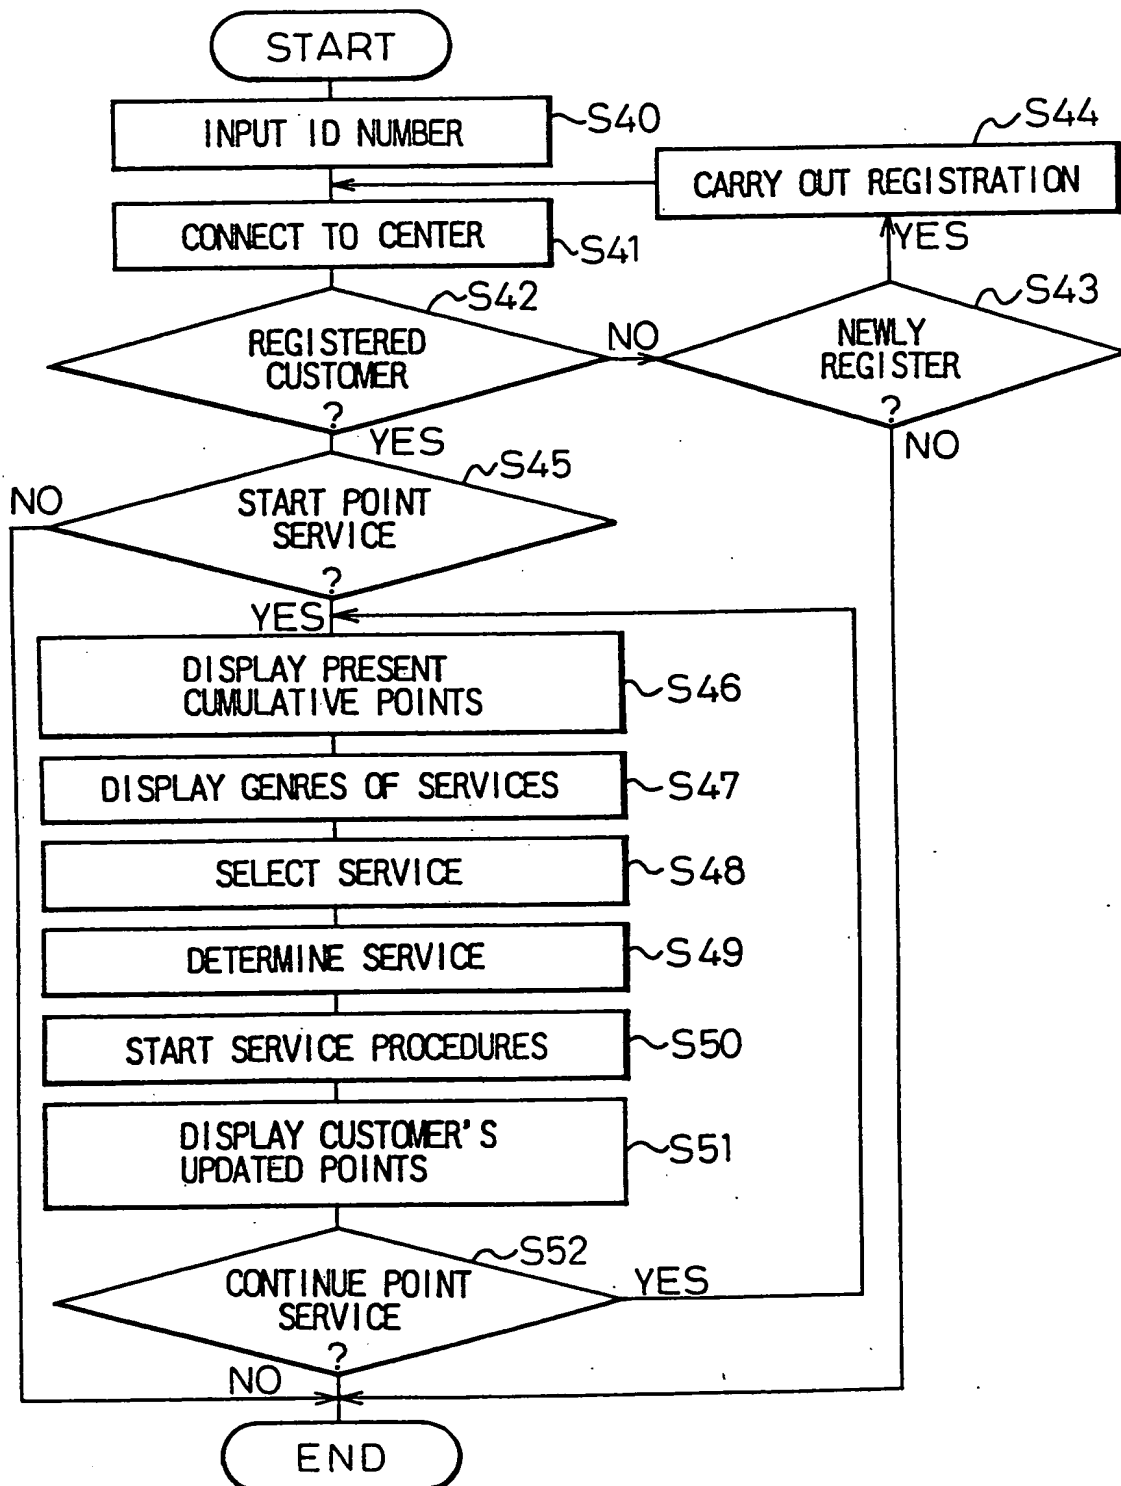 START
INPUT ID NUMBER
S40
S44
CARRY OUT REGISTRATION
CONNECT TO CENTER
S41
YES
S42
S43
REGISTERED
CUSTOMER
?
NO
NEWLY
REGISTER
?
YES
NO
S45
NO
START POINT
SERVICE
?
YES
DISPLAY PRESENT
CUMULATIVE POINTS
S46
DISPLAY GENRES OF SERVICES
S47
SELECT SERVICE
S48
DETERMINE SERVICE
S49
START SERVICE PROCEDURES
S50
DISPLAY CUSTOMER'S
UPDATED POINTS
S51
S52
CONTINUE POINT
SERVICE
?
YES
NO
END